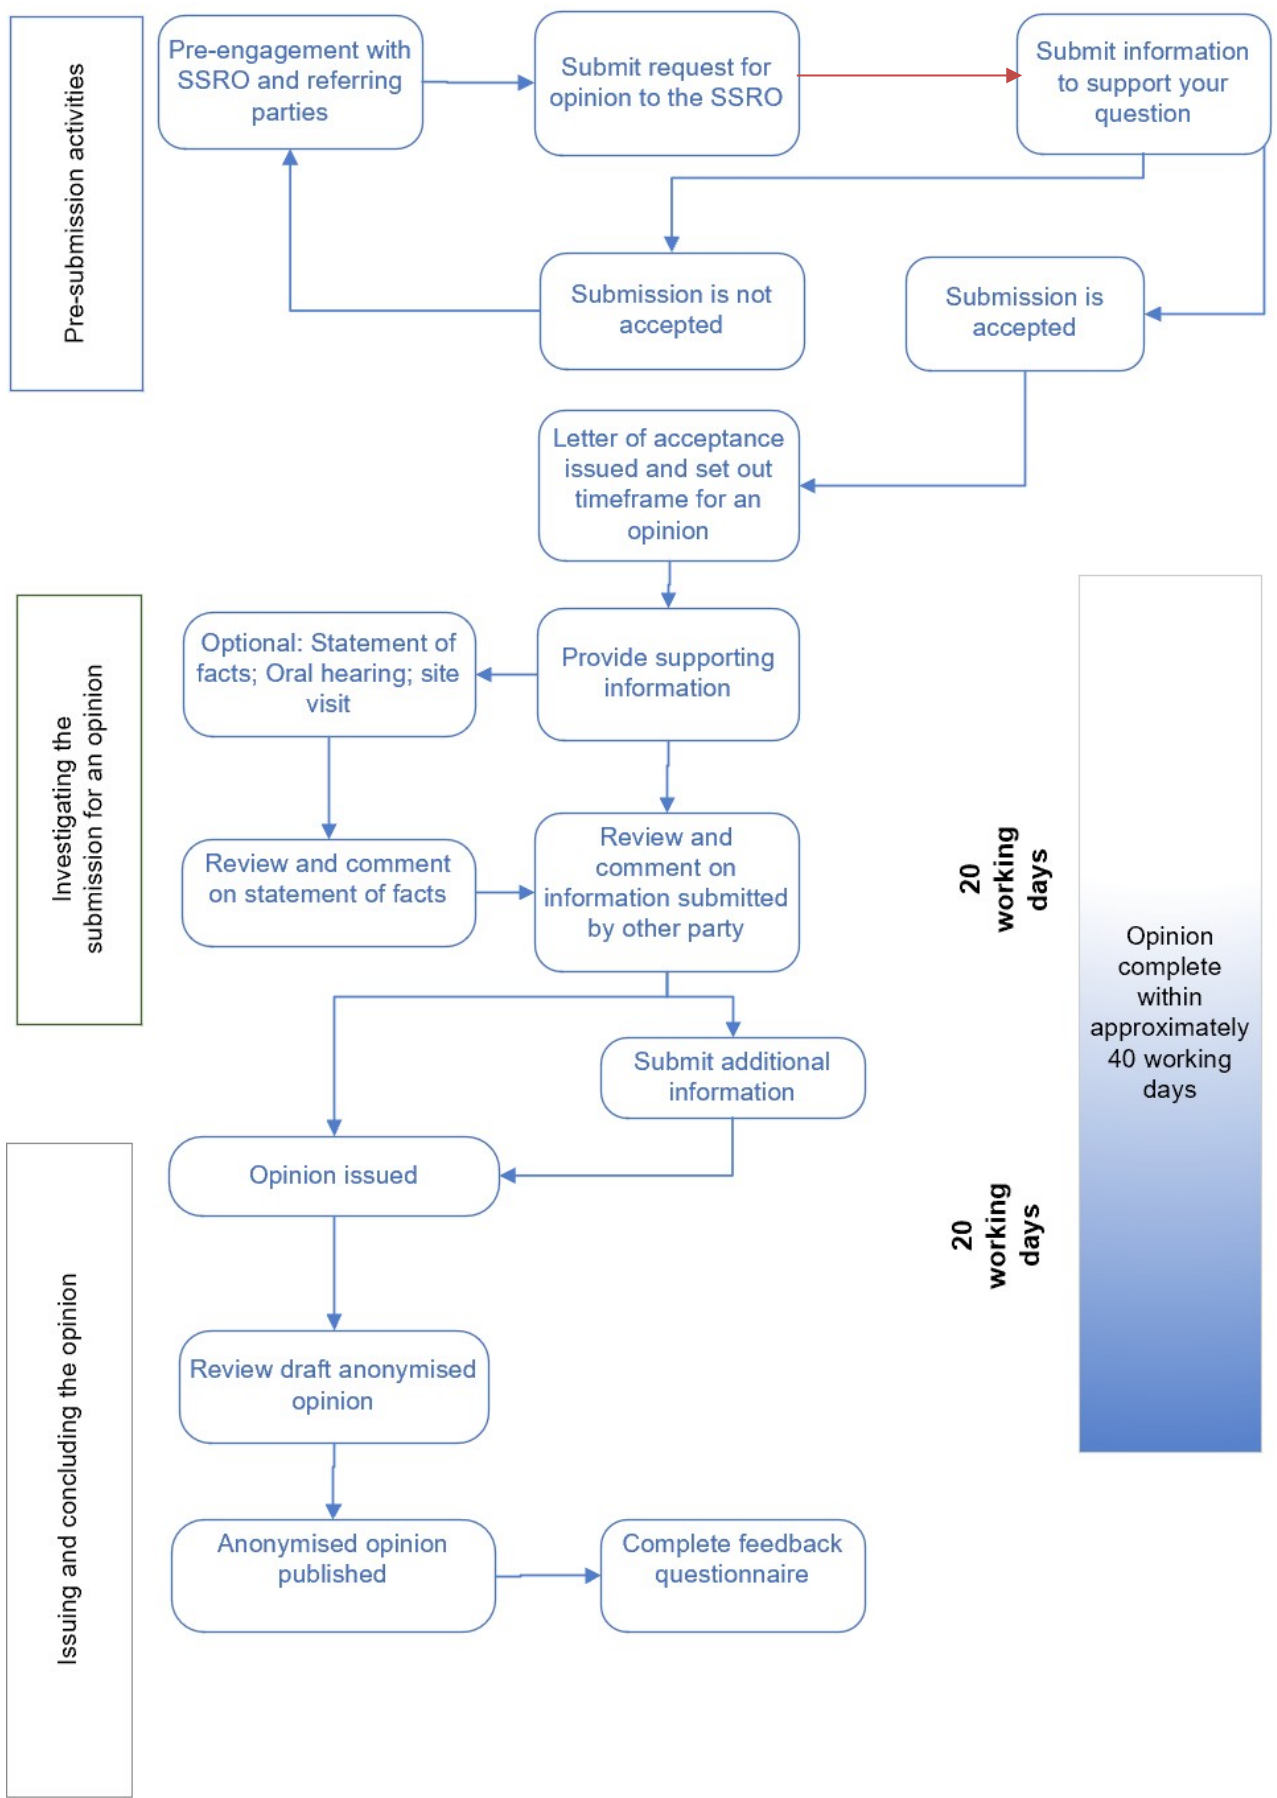 Pre-submission activities
Pre-engagement with
SSRO and referring
parties
Submit request for
opinion to the SSRO
Submit information
to support your
question
Submission is not
accepted
Submission is
accepted
Letter of acceptance
issued and set out
timeframe for an
opinion
Investigating the
submission for an opinion
Optional: Statement of
facts; Oral hearing; site
visit
Provide supporting
information
Review and comment
on statement of facts
Review and
comment on
information submitted
by other party
20
working
days
Opinion
complete
within
approximately
40 working
days
Submit additional
information
Issuing and concluding the opinion
Opinion issued
20
working
days
Review draft anonymised
opinion
Anonymised opinion
published
Complete feedback
questionnaire